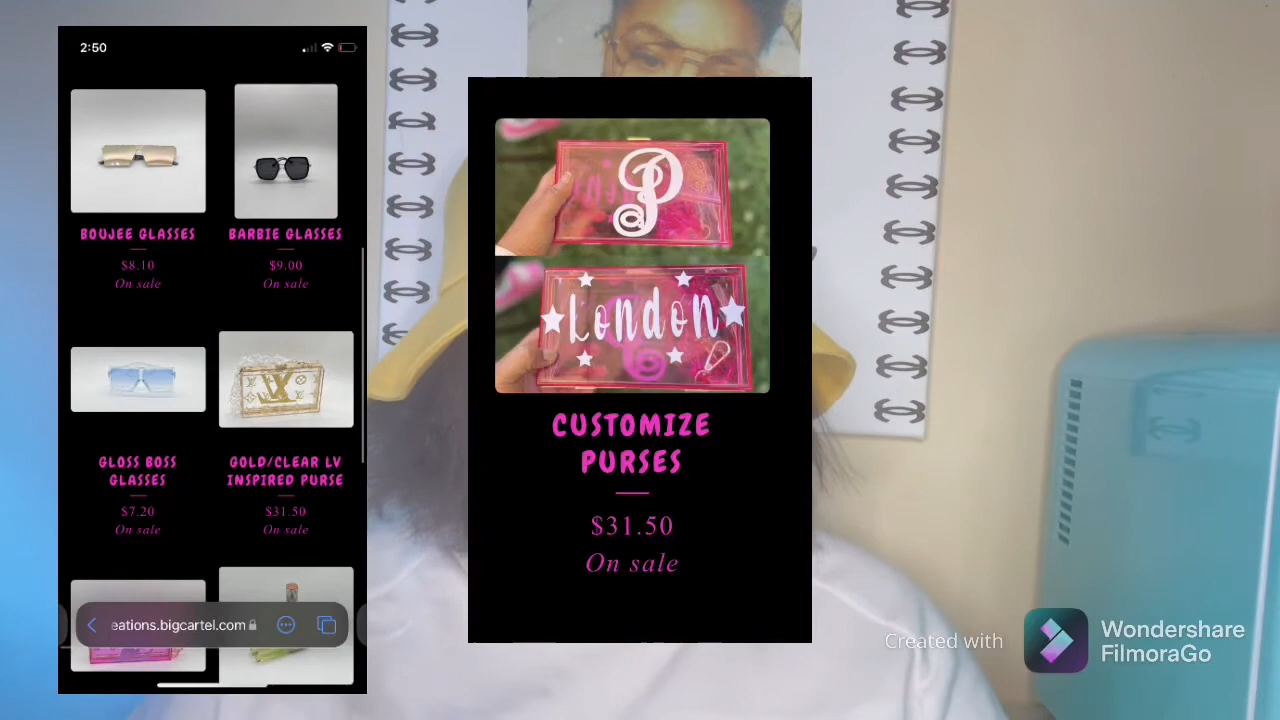 2:50
BOUJEE GLASSES
$8.10
On sale
BARBIE GLASSES
$9.00
On sale
GLOSS BOSS
GLASSES
$7.20
On sale
GOLD/CLEAR LV
INSPIRED PURSE
$31.50
On sale
eations.bigcartel.com
P
London
CUSTOMIZE
PURSES
$31.50
On sale
Created with
Wondershare
FilmoraGo